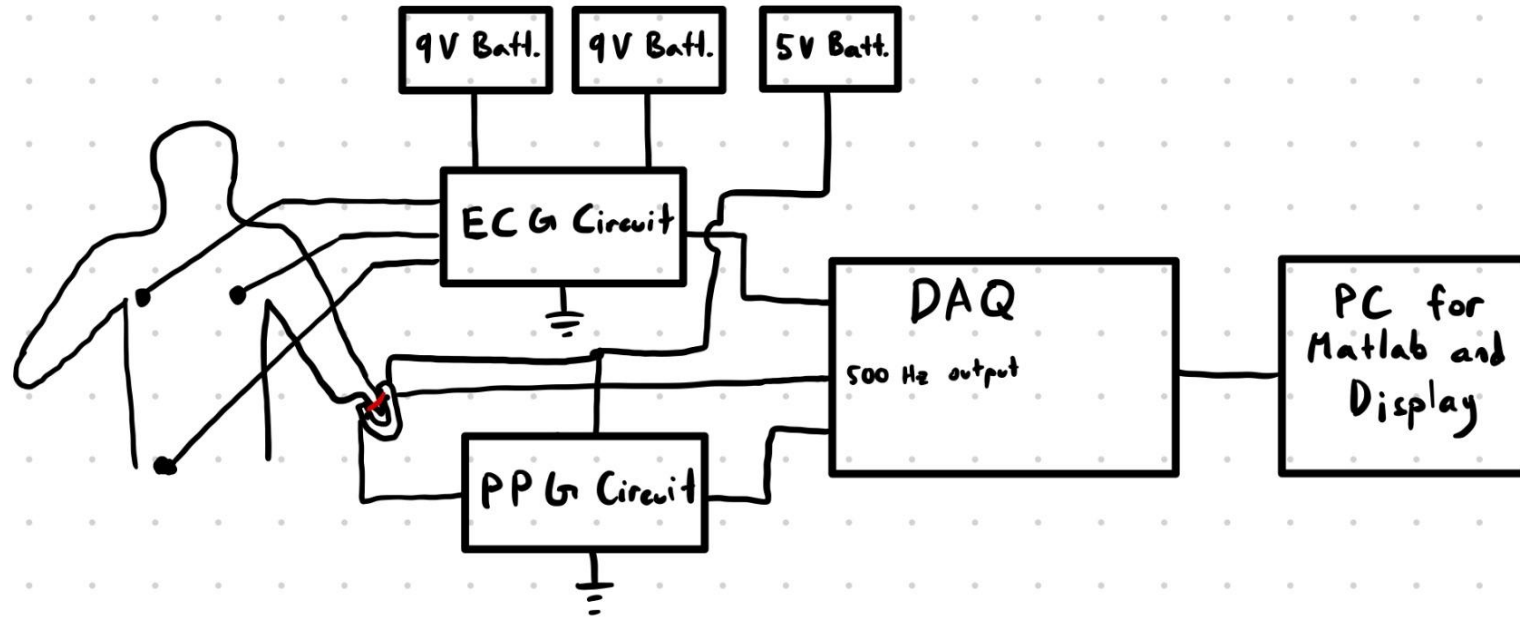 9V Batt.
9V Batt.
5V Batt.
ECG Circuit
DAQ
500 Hz output
PC for
Matlab and
Display
PPG Circuit